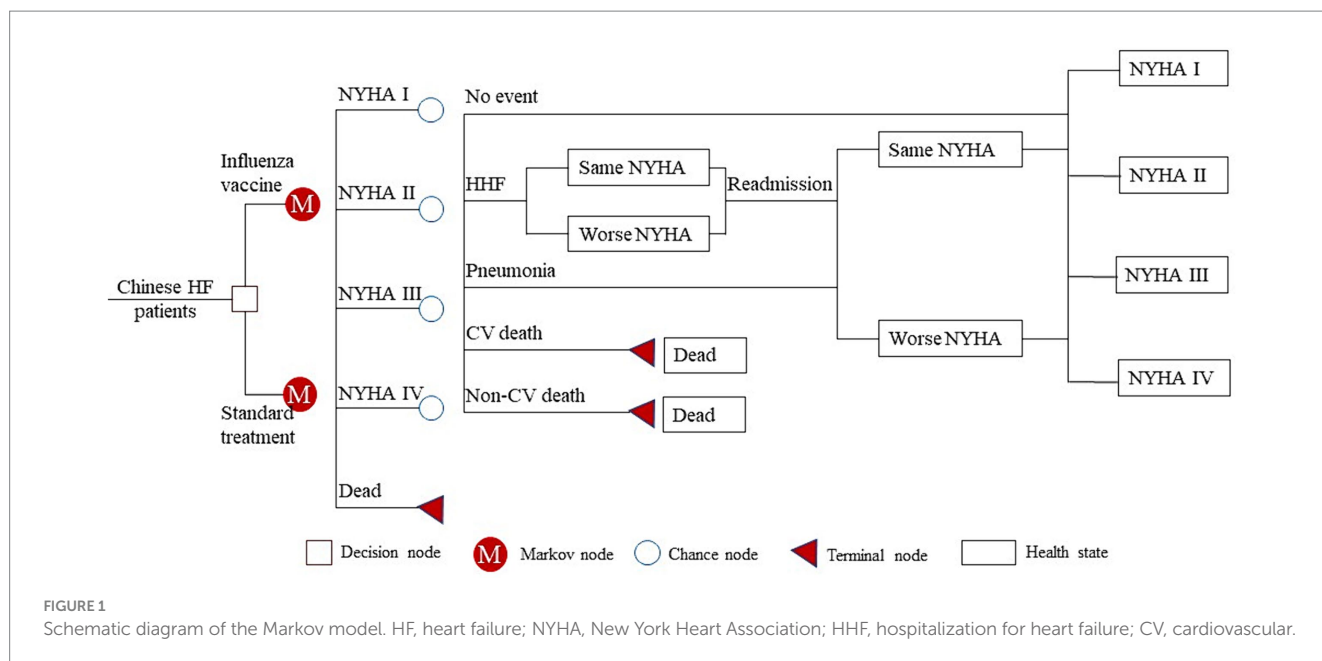 Chinese HF
patients
Influenza
vaccine
M
Standard
treatment
M
NYHA I
NYHA II
NYHA III
NYHA IV
Dead
No event
HHF
Same NYHA
Worse NYHA
Readmission
Pneumonia
CV death
Dead
Non-CV death
Dead
Same NYHA
Worse NYHA
NYHA I
NYHA II
NYHA III
NYHA IV
Decision node
M
Markov node
Chance node
Terminal node
Health state
FIGURE 1
Schematic diagram of the Markov model. HF, heart failure; NYHA, New York Heart Association; HHF, hospitalization for heart failure; CV, cardiovascular.